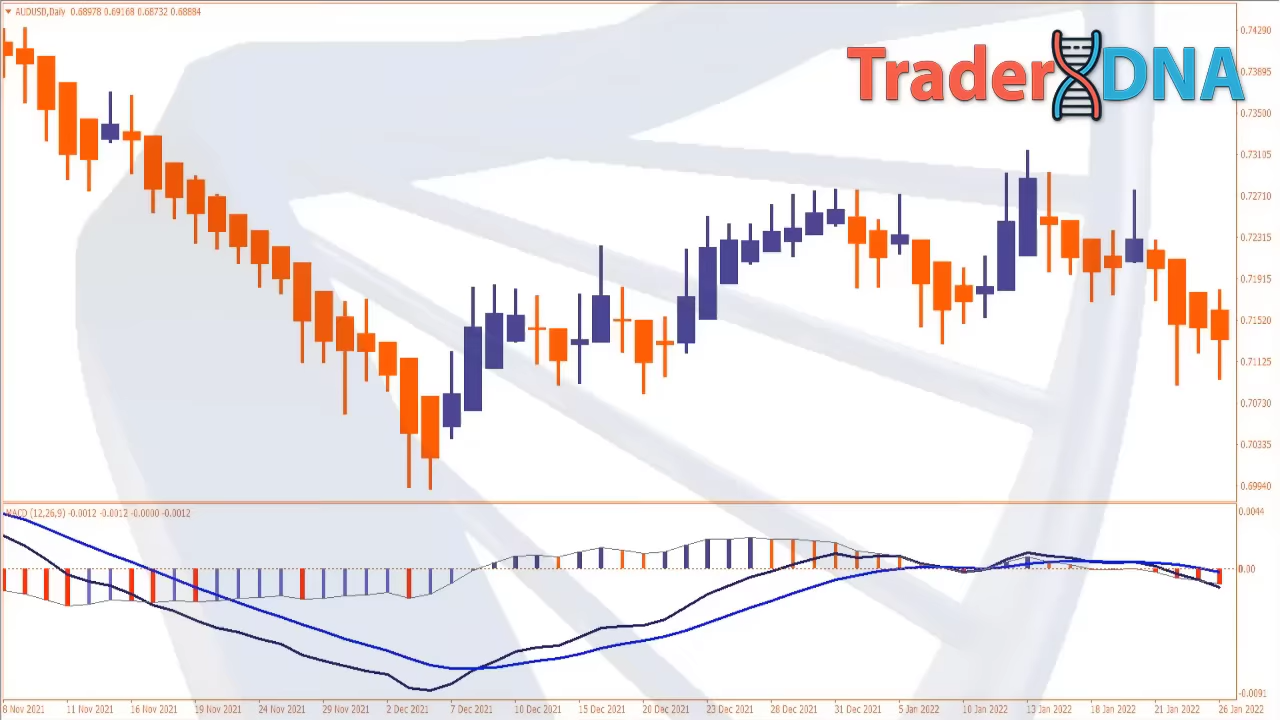 AUDUSD,Daily 0.68978 0.69168 0.68732 0.68884
TraderDNA
0.74290
0.73895
0.73500
0.73105
0.72710
0.72315
0.71915
0.71520
0.71125
0.70730
0.70335
0.69940
MACD (12,26,9) -0.0012 -0.0012 -0.0000 -0.0012
0.0044
0.00
-0.0091
8 Nov 2021
11 Nov 2021
16 Nov 2021
19 Nov 2021
24 Nov 2021
29 Nov 2021
2 Dec 2021
7 Dec 2021
10 Dec 2021
15 Dec 2021
20 Dec 2021
23 Dec 2021
28 Dec 2021
31 Dec 2021
5 Jan 2022
10 Jan 2022
13 Jan 2022
18 Jan 2022
21 Jan 2022
26 Jan 2022